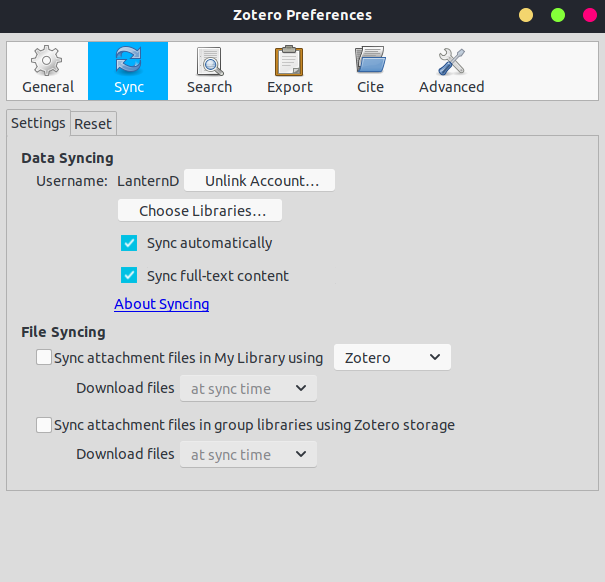 Zotero Preferences
General Sync Search Export Cite Advanced
Settings Reset
Data Syncing
Username: LanternD Unlink Account...
Choose Libraries...
Sync automatically
Sync full-text content
About Syncing
File Syncing
Sync attachment files in My Library using Zotero
Download files at sync time
Sync attachment files in group libraries using Zotero storage
Download files at sync time